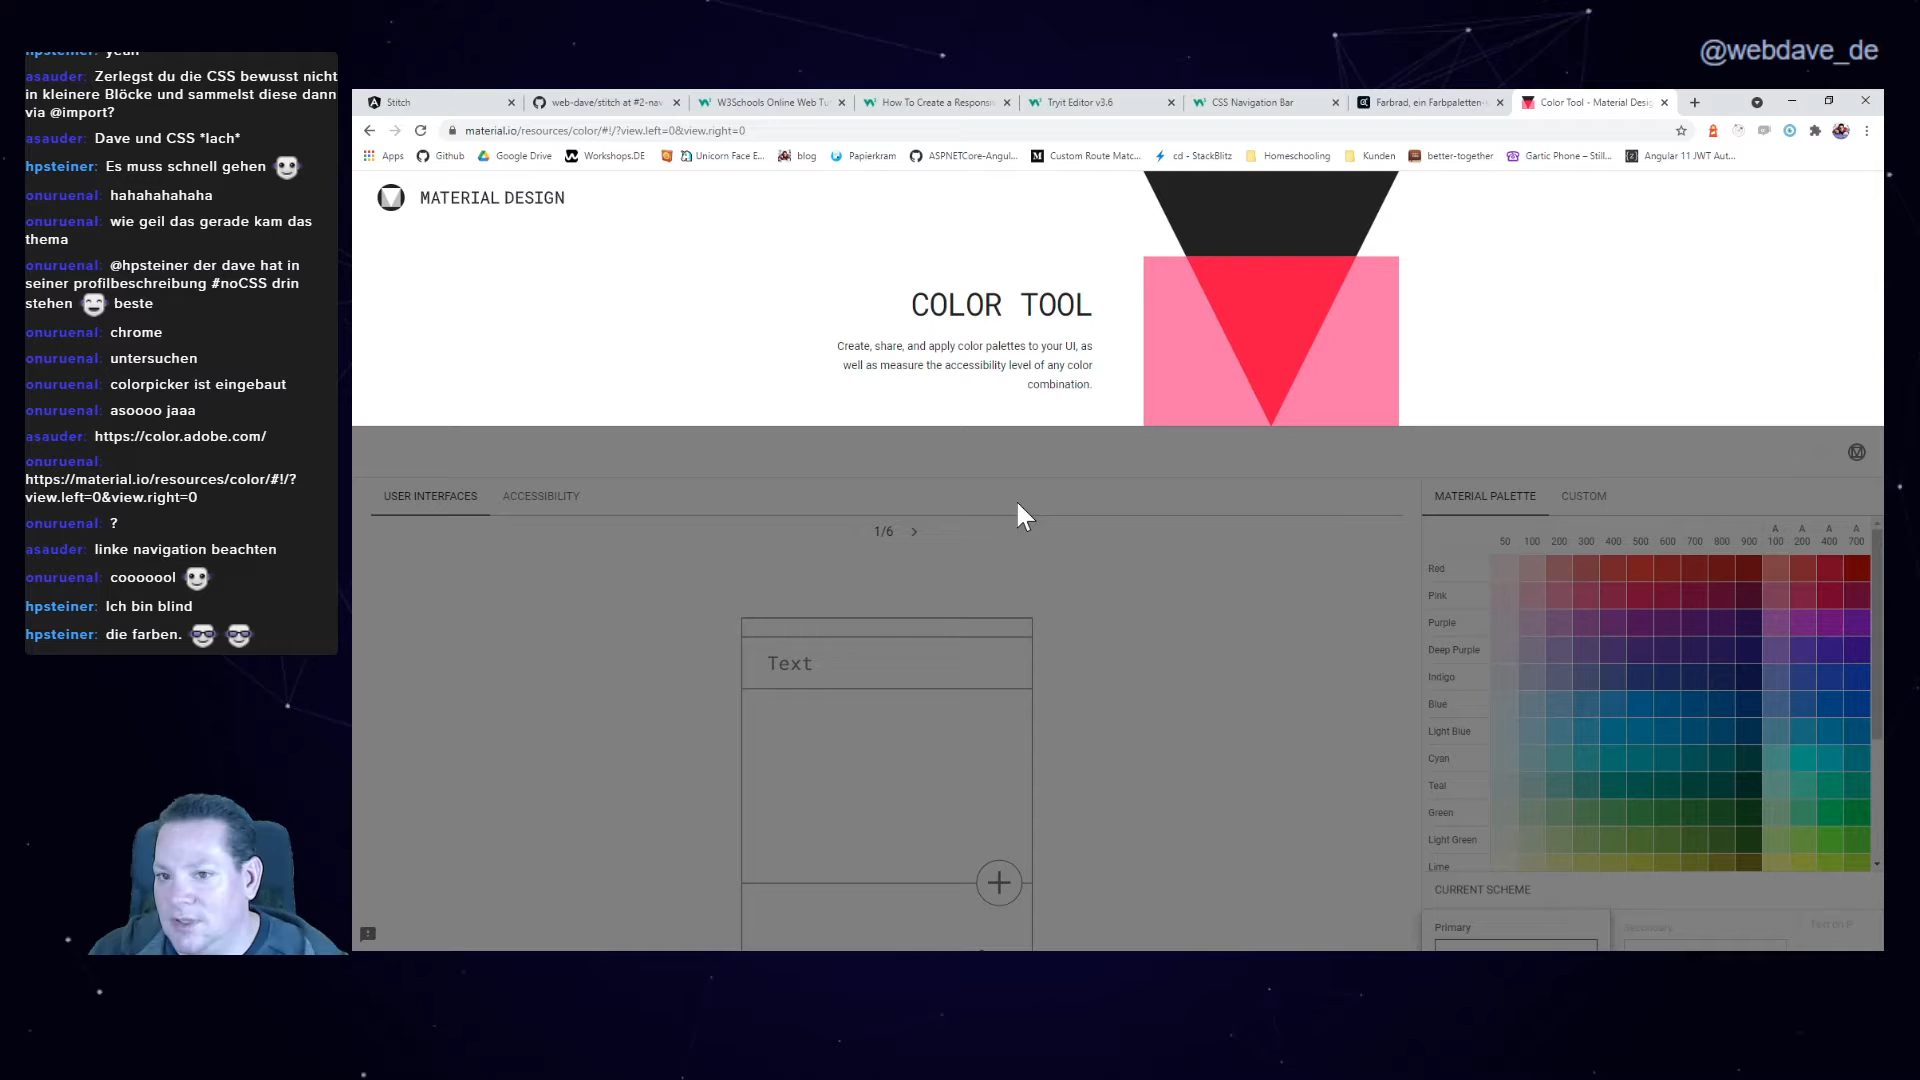 @webdave_de
hpsteiner: yeah
asauder: Zerlegst du die CSS bewusst nicht
in kleinere Blöcke und sammelst diese dann
via @import?
asauder: Dave und CSS *lach*
hpsteiner: Es muss schnell gehen
onuruenal: hahahahahaha
onuruenal: wie geil das gerade kam das
thema
onuruenal: @hpsteiner der dave hat in
seiner profilbeschreibung #noCSS drin
stehen beste
onuruenal: chrome
onuruenal: untersuchen
onuruenal: colorpicker ist eingebaut
onuruenal: asoooo jaaa
asauder: https://color.adobe.com/
onuruenal:
https://material.io/resources/color/#!/?
view.left=0&view.right=0
onuruenal: ?
asauder: linke navigation beachten
onuruenal: cooooool
hpsteiner: Ich bin blind
hpsteiner: die farben.
Stitch
web-dave/stitch at #2-nav
W3Schools Online Web Tu
How To Create a Responsi
Tryit Editor v3.6
CSS Navigation Bar
Farbrad, ein Farbpaletten-
Color Tool - Material Desig
material.io/resources/color/#!/?view.left=0&view.right=0
Apps
Github
Google Drive
Workshops.DE
Unicorn Face E...
blog
Papierkram
ASPNETCore-Angul...
Custom Route Matc...
cd - StackBlitz
Homeschooling
Kunden
better-together
Gartic Phone – Still...
Angular 11 JWT Aut...
MATERIAL DESIGN
COLOR TOOL
Create, share, and apply color palettes to your UI, as
well as measure the accessibility level of any color
combination.
USER INTERFACES
ACCESSIBILITY
1/6
Text
MATERIAL PALETTE
CUSTOM
A A A A
50 100 200 300 400 500 600 700 800 900 100 200 400 700
Red
Pink
Purple
Deep Purple
Indigo
Blue
Light Blue
Cyan
Teal
Green
Light Green
Lime
CURRENT SCHEME
Primary
Secondary
Text on P